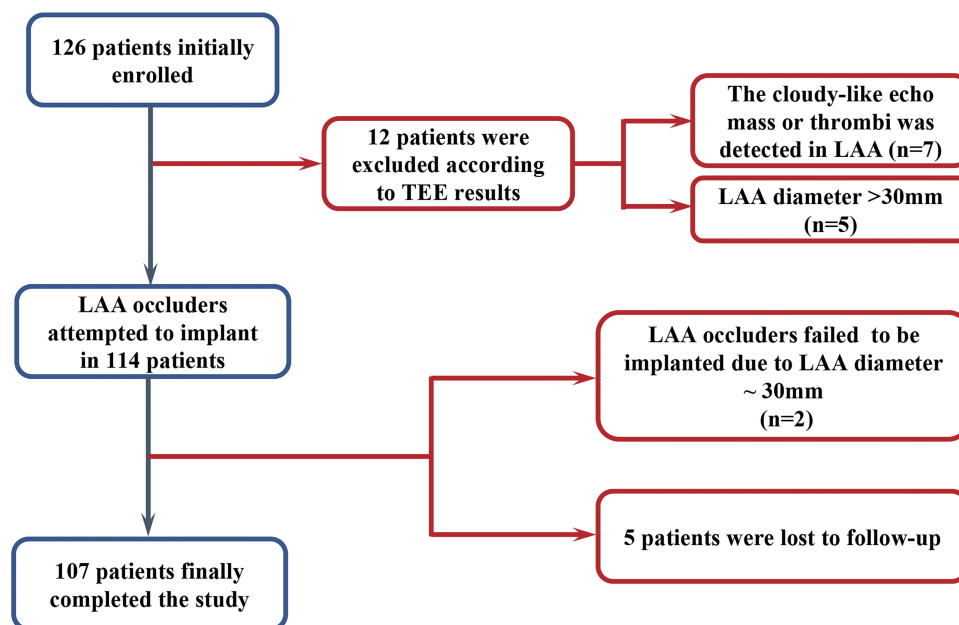 126 patients initially
enrolled
12 patients were
excluded according
to TEE results
The cloudy-like echo
mass or thrombi was
detected in LAA (n=7)
LAA diameter >30mm
(n=5)
LAA occluders
attempted to implant
in 114 patients
LAA occluders failed to be
implanted due to LAA diameter
~ 30mm
(n=2)
5 patients were lost to follow-up
107 patients finally
completed the study